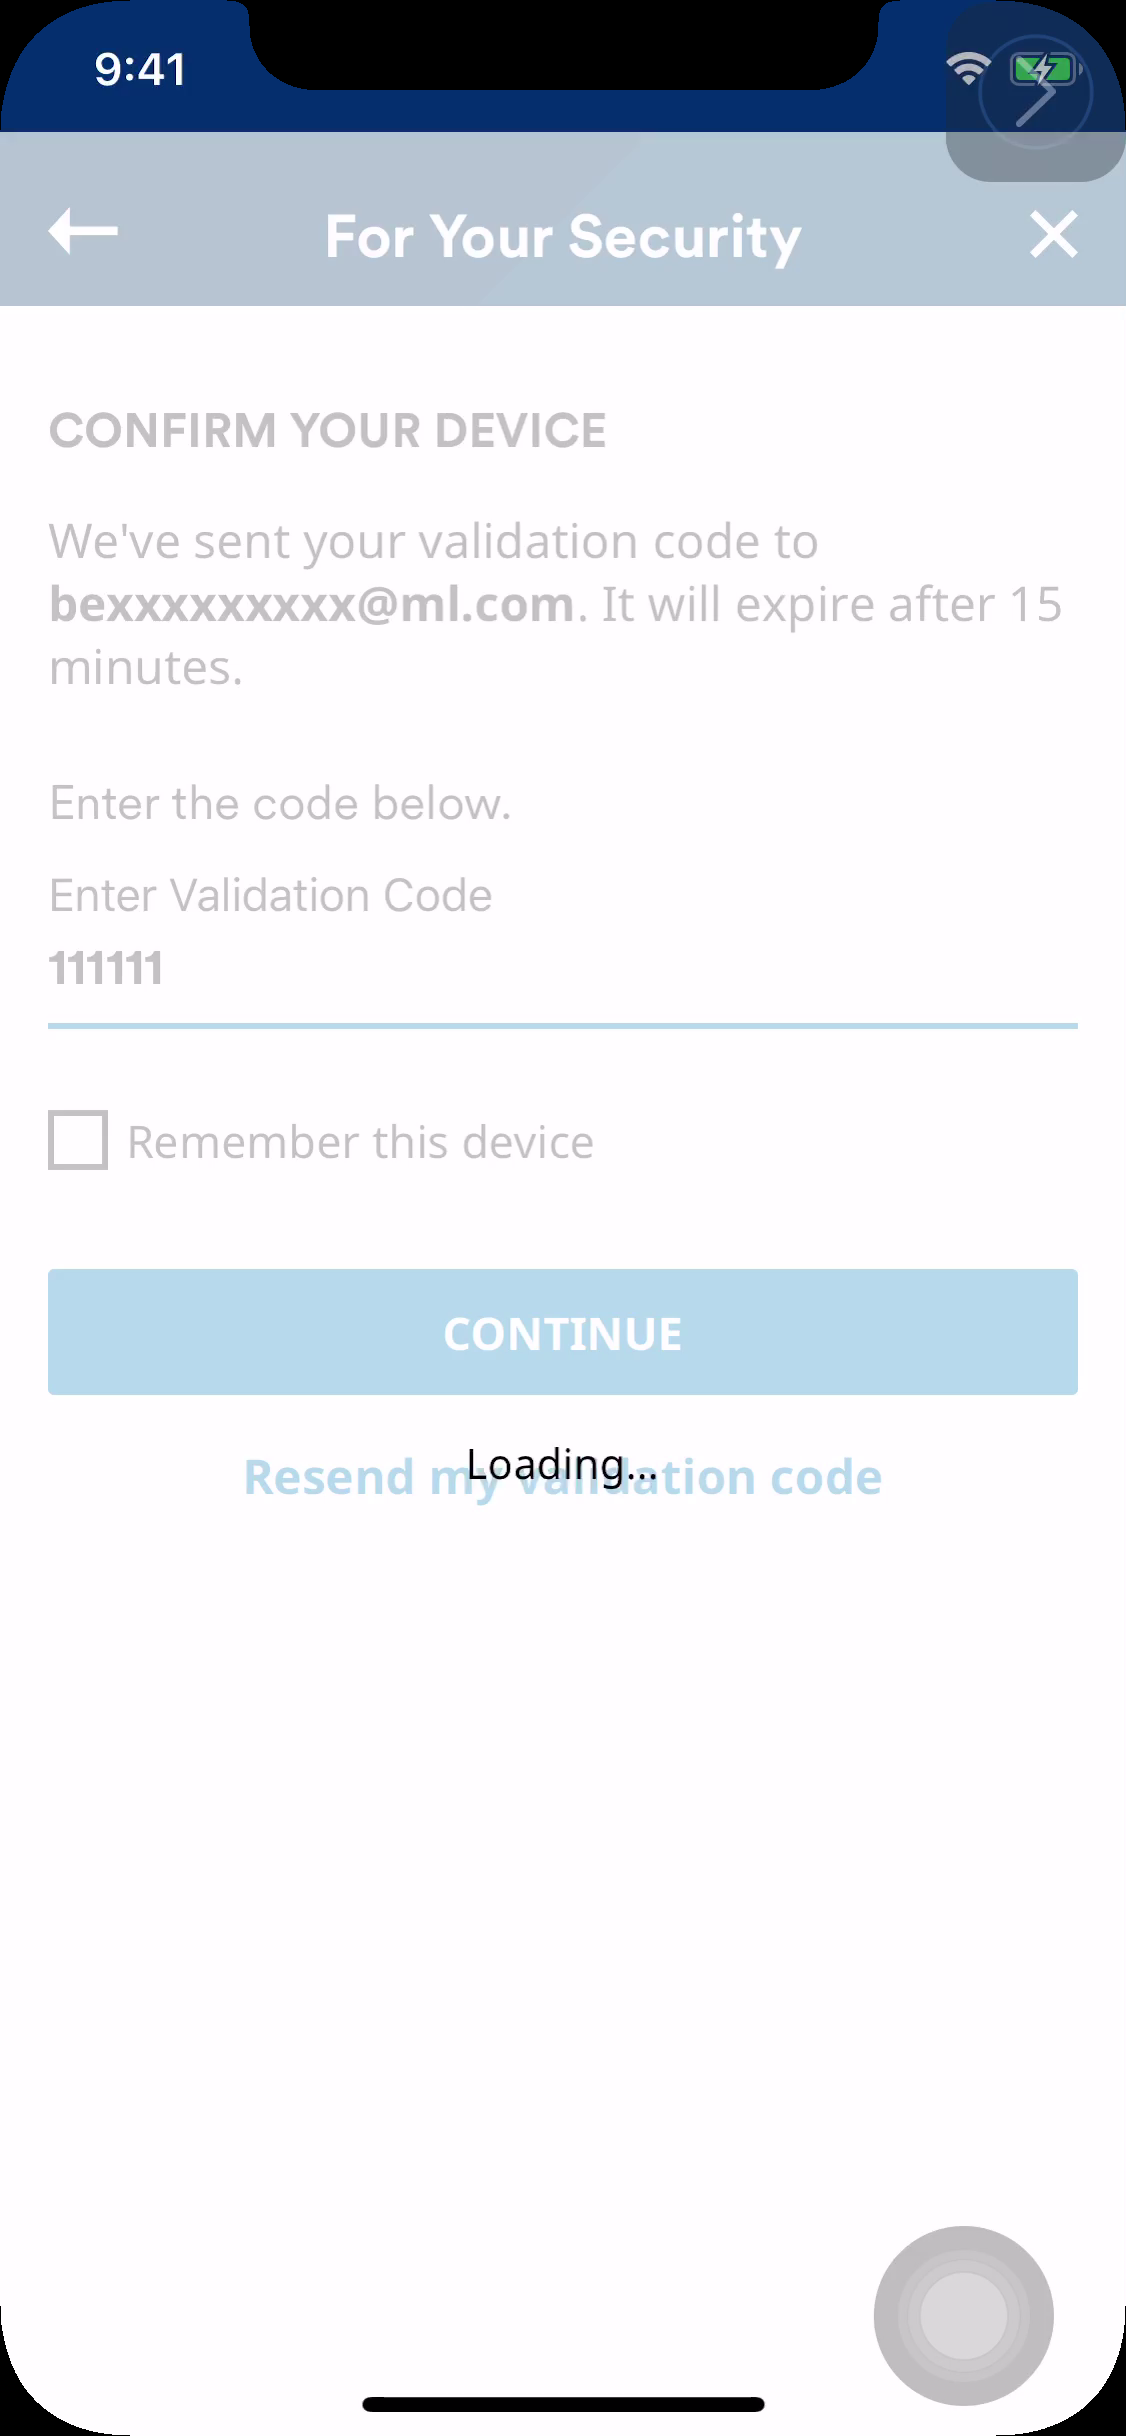 9:41
For Your Security
CONFIRM YOUR DEVICE
We've sent your validation code to
bexxxxxxxxx@ml.com. It will expire after 15
minutes.
Enter the code below.
Enter Validation Code
111111
Remember this device
CONTINUE
Loading...
Resend my validation code